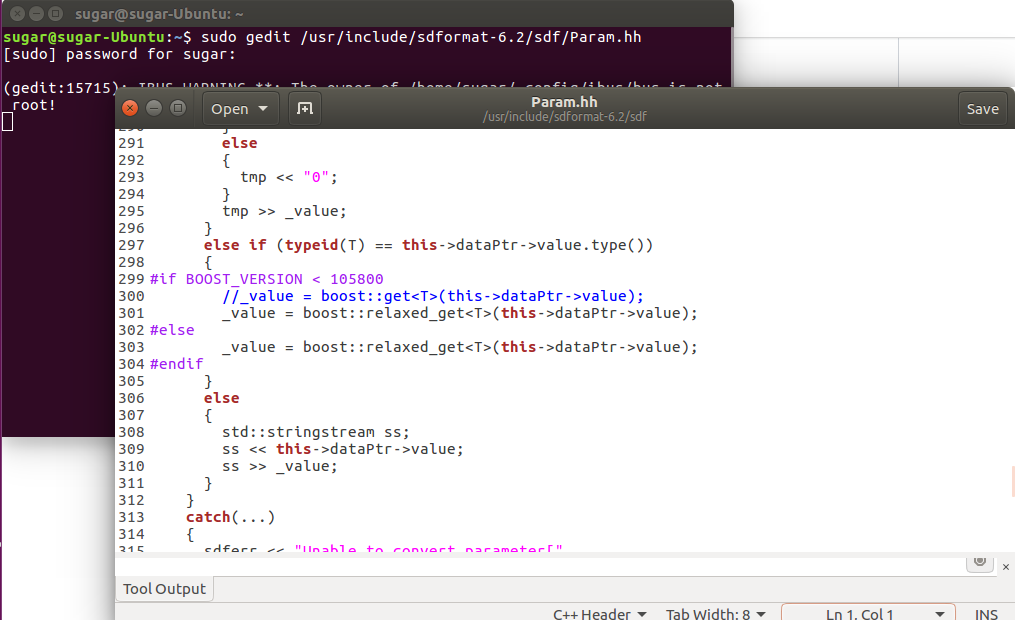 sugar@sugar-Ubuntu: ~
sugar@sugar-Ubuntu:~$ sudo gedit /usr/include/sdformat-6.2/sdf/Param.hh
[sudo] password for sugar:
(gedit:15715): IBUS-WARNING **: The owner of /home/sugar/.config/ibus/bus is not
root!
Open
Param.hh
/usr/include/sdformat-6.2/sdf
Save
290 }
291 else
292 {
293 tmp << "0";
294 }
295 tmp >> _value;
296 }
297 else if (typeid(T) == this->dataPtr->value.type())
298 {
299 #if BOOST_VERSION < 105800
300 //_value = boost::get<T>(this->dataPtr->value);
301 _value = boost::relaxed_get<T>(this->dataPtr->value);
302 #else
303 _value = boost::relaxed_get<T>(this->dataPtr->value);
304 #endif
305 }
306 else
307 {
308 std::stringstream ss;
309 ss << this->dataPtr->value;
310 ss >> _value;
311 }
312 }
313 catch(...)
314 {
315 sdferr << "Unable to convert parameter["
Tool Output
C++ Header
Tab Width: 8
Ln 1, Col 1
INS